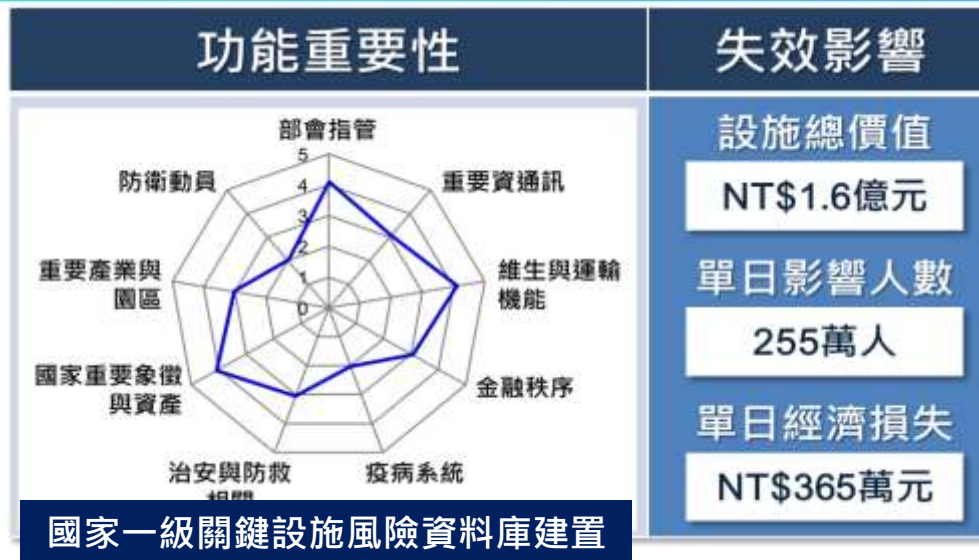 功能重要性
失效影響
部會指管
5
4
3
2
1
0
防衛動員
重要資通訊
重要產業與
園區
維生與運輸
機能
國家重要象徵
與資產
金融秩序
治安與防救
相關
疫病系統
設施總價值
NT$1.6億元
單日影響人數
255萬人
單日經濟損失
NT$365萬元
國家一級關鍵設施風險資料庫建置